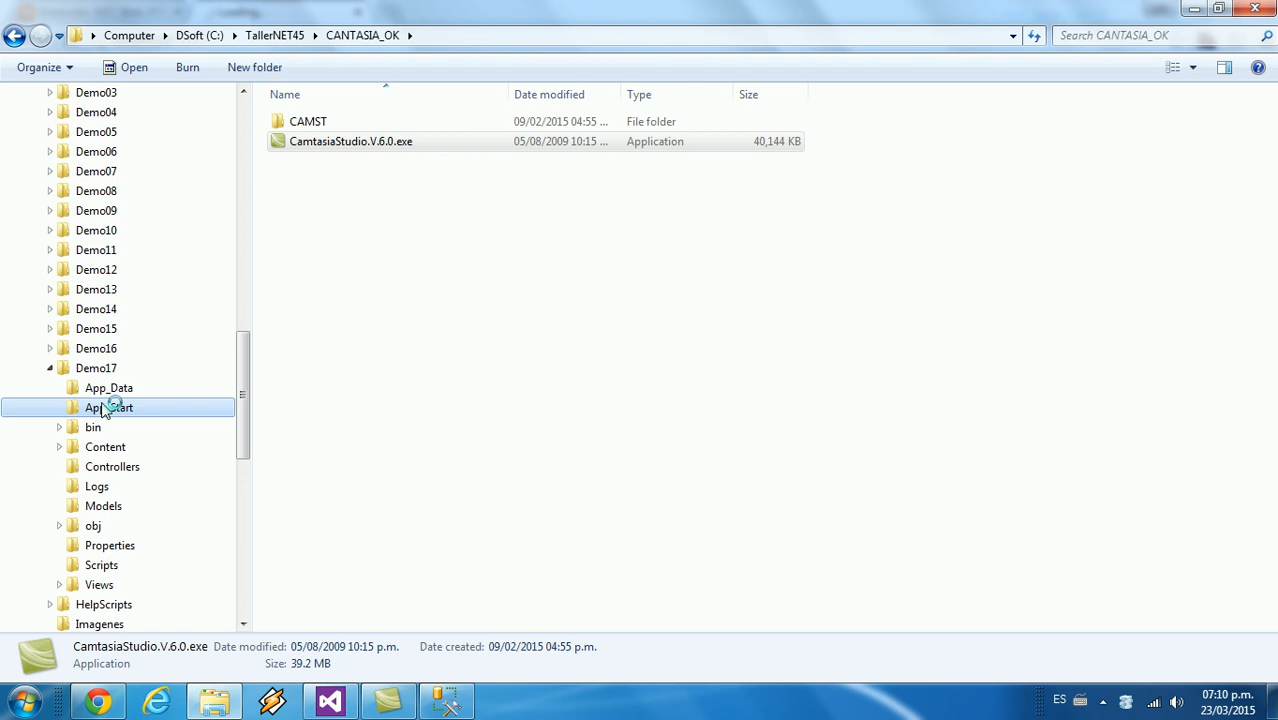 Computer DSoft (C:) TallerNET45 CANTASIA_OK
Search CANTASIA_OK
Organize Open Burn New folder
Name Date modified Type Size
CAMST 09/02/2015 04:55 ... File folder
CamtasiaStudio.V.6.0.exe 05/08/2009 10:15 ... Application 40,144 KB
Demo03
Demo04
Demo05
Demo06
Demo07
Demo08
Demo09
Demo10
Demo11
Demo12
Demo13
Demo14
Demo15
Demo16
Demo17
App_Data
App_Start
bin
Content
Controllers
Logs
Models
obj
Properties
Scripts
Views
HelpScripts
Imagenes
CamtasiaStudio.V.6.0.exe Date modified: 05/08/2009 10:15 p.m. Date created: 09/02/2015 04:55 p.m.
Application Size: 39.2 MB
ES 07:10 p.m.
23/03/2015